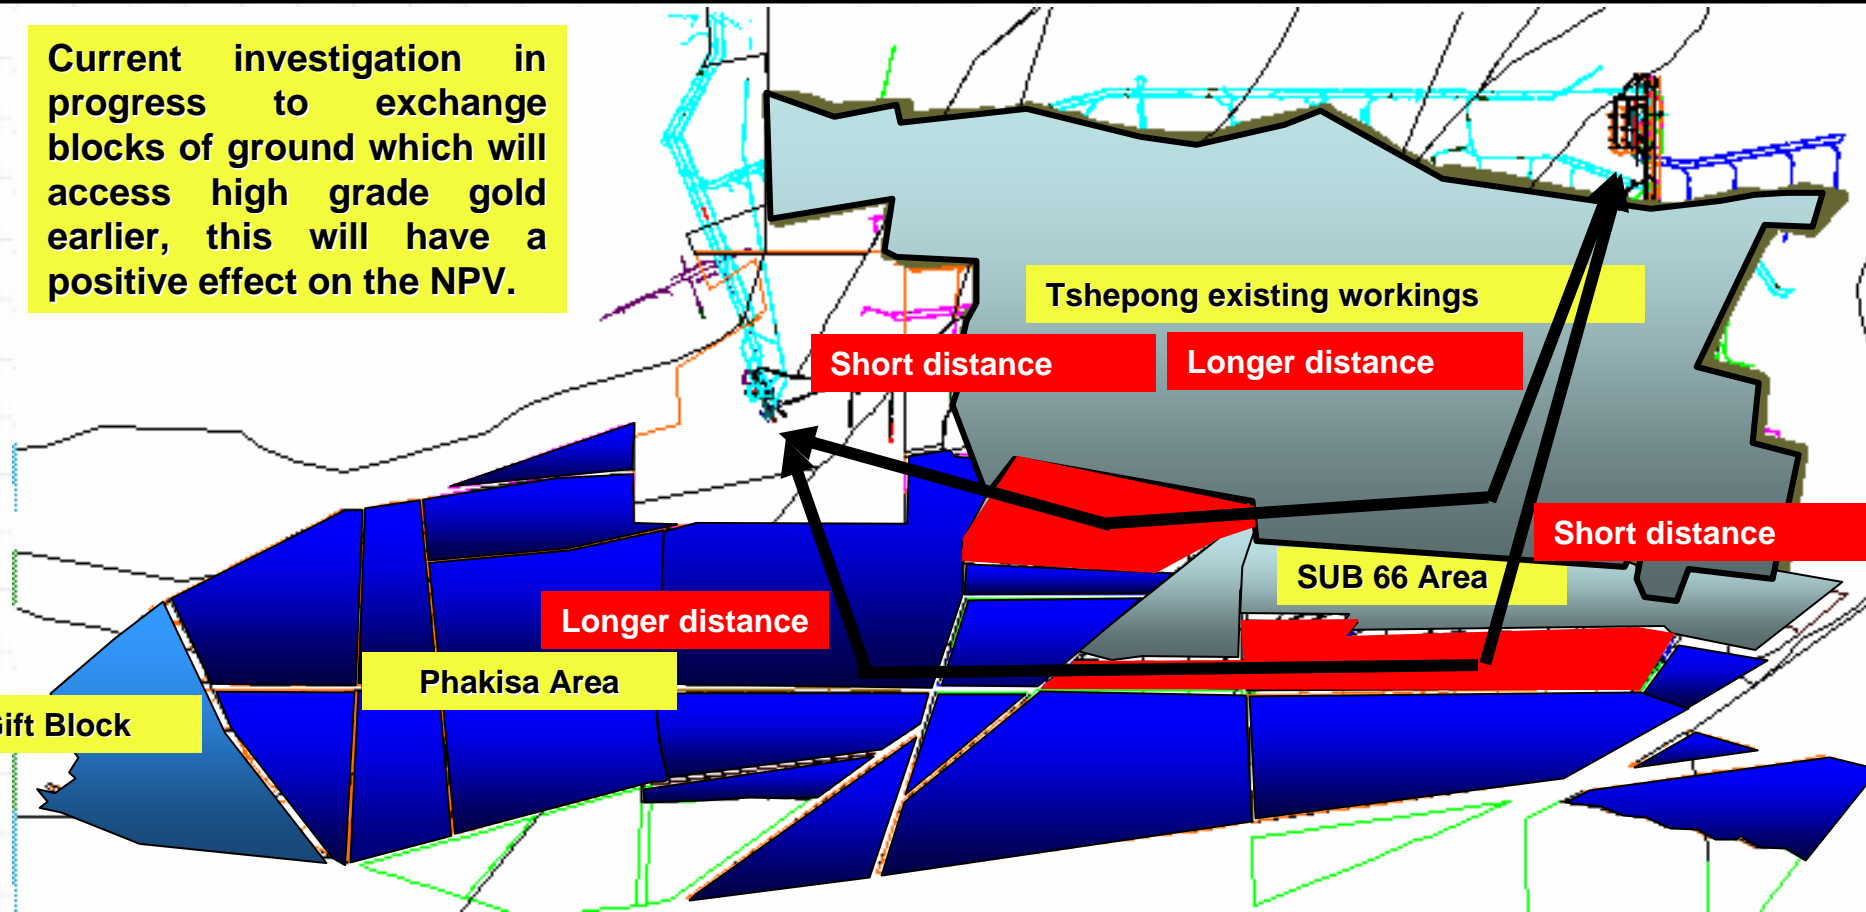 Current investigation in
progress to exchange
blocks of ground which will
access high grade gold
earlier, this will have a
positive effect on the NPV.
Tshepong existing workings
Short distance
Longer distance
Short distance
SUB 66 Area
Longer distance
Phakisa Area
Gift Block